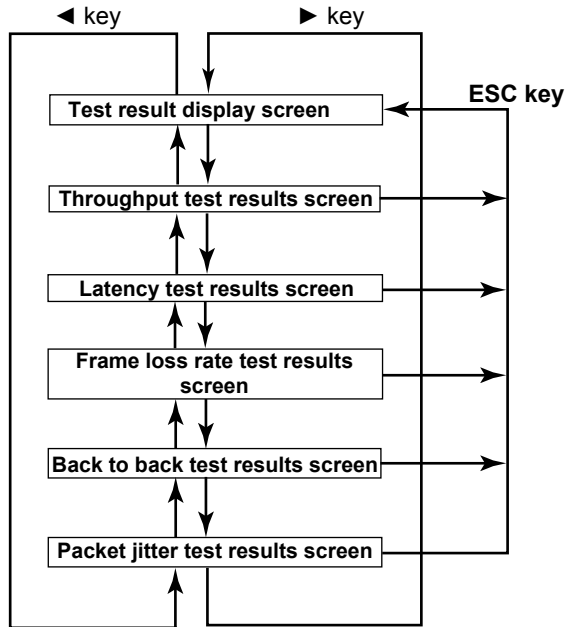 ◄ key
► key
ESC key
Test result display screen
Throughput test results screen
Latency test results screen
Frame loss rate test results
screen
Back to back test results screen
Packet jitter test results screen